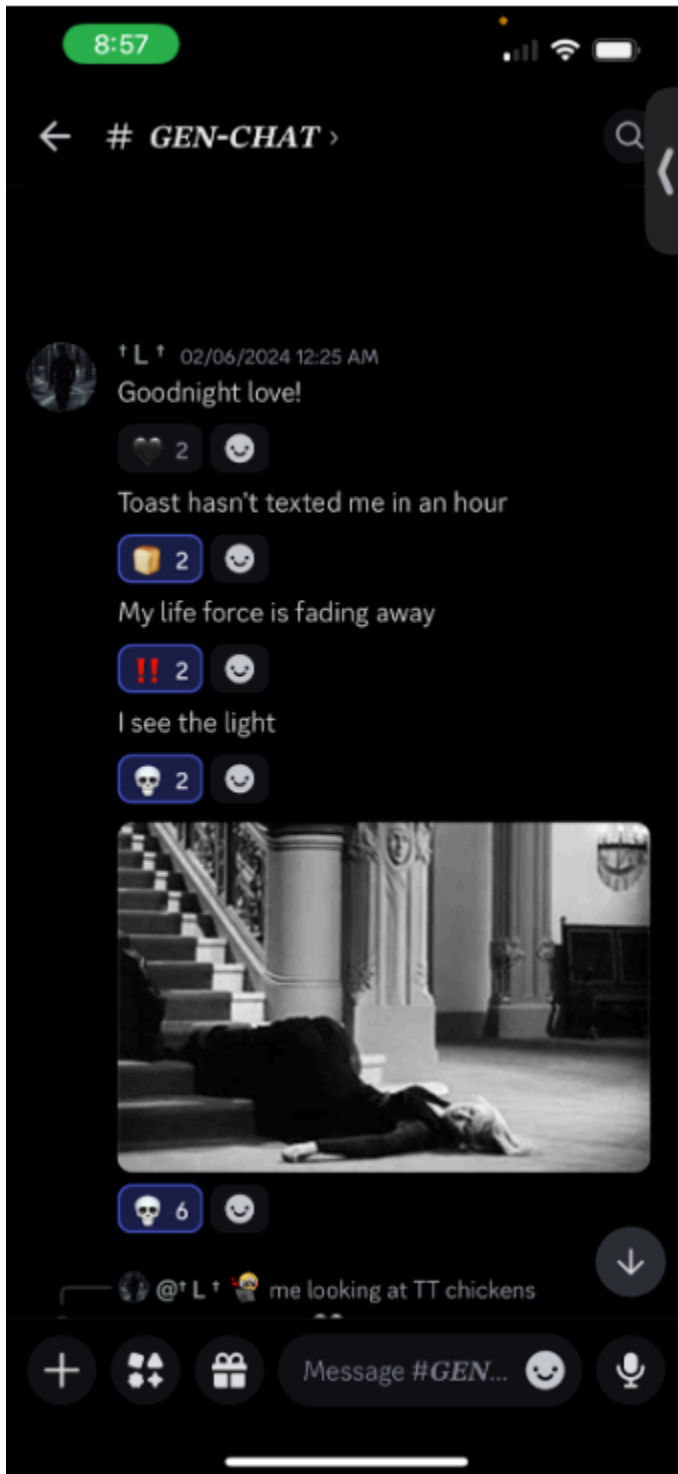 8:57
# GEN-CHAT ›
† L † 02/06/2024 12:25 AM
Goodnight love!
🖤 2
Toast hasn't texted me in an hour
🍞 2
My life force is fading away
‼️ 2
I see the light
💀 2
💀 6
@† L † me looking at TT chickens
Message #GEN...